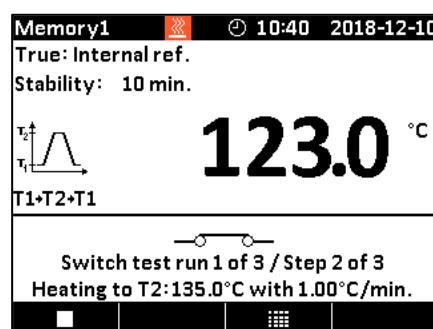 Memory1 10:40 2018-12-10
True: Internal ref.
Stability: 10 min.
T2
T1
123.0 °C
T1→T2→T1
Switch test run 1 of 3 / Step 2 of 3
Heating to T2:135.0°C with 1.00°C/min.